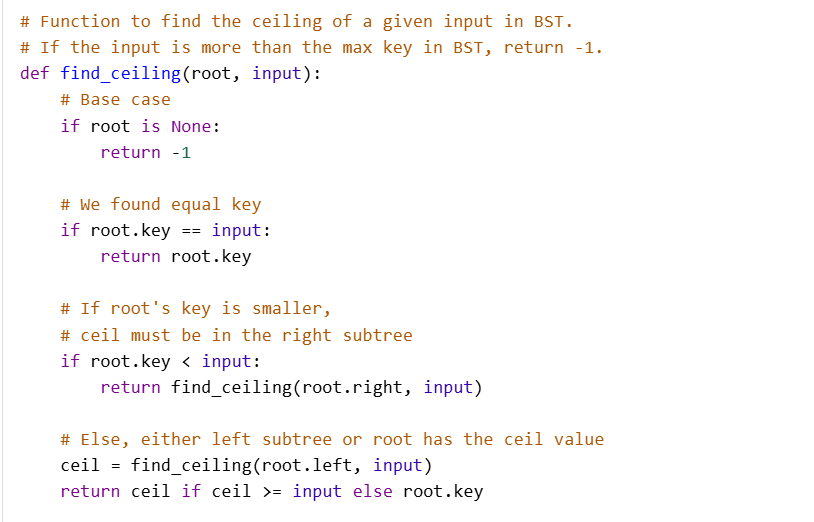 # Function to find the ceiling of a given input in BST.
# If the input is more than the max key in BST, return -1.
def find_ceiling(root, input):
    # Base case
    if root is None:
        return -1

    # We found equal key
    if root.key == input:
        return root.key

    # If root's key is smaller,
    # ceil must be in the right subtree
    if root.key < input:
        return find_ceiling(root.right, input)

    # Else, either left subtree or root has the ceil value
    ceil = find_ceiling(root.left, input)
    return ceil if ceil >= input else root.key